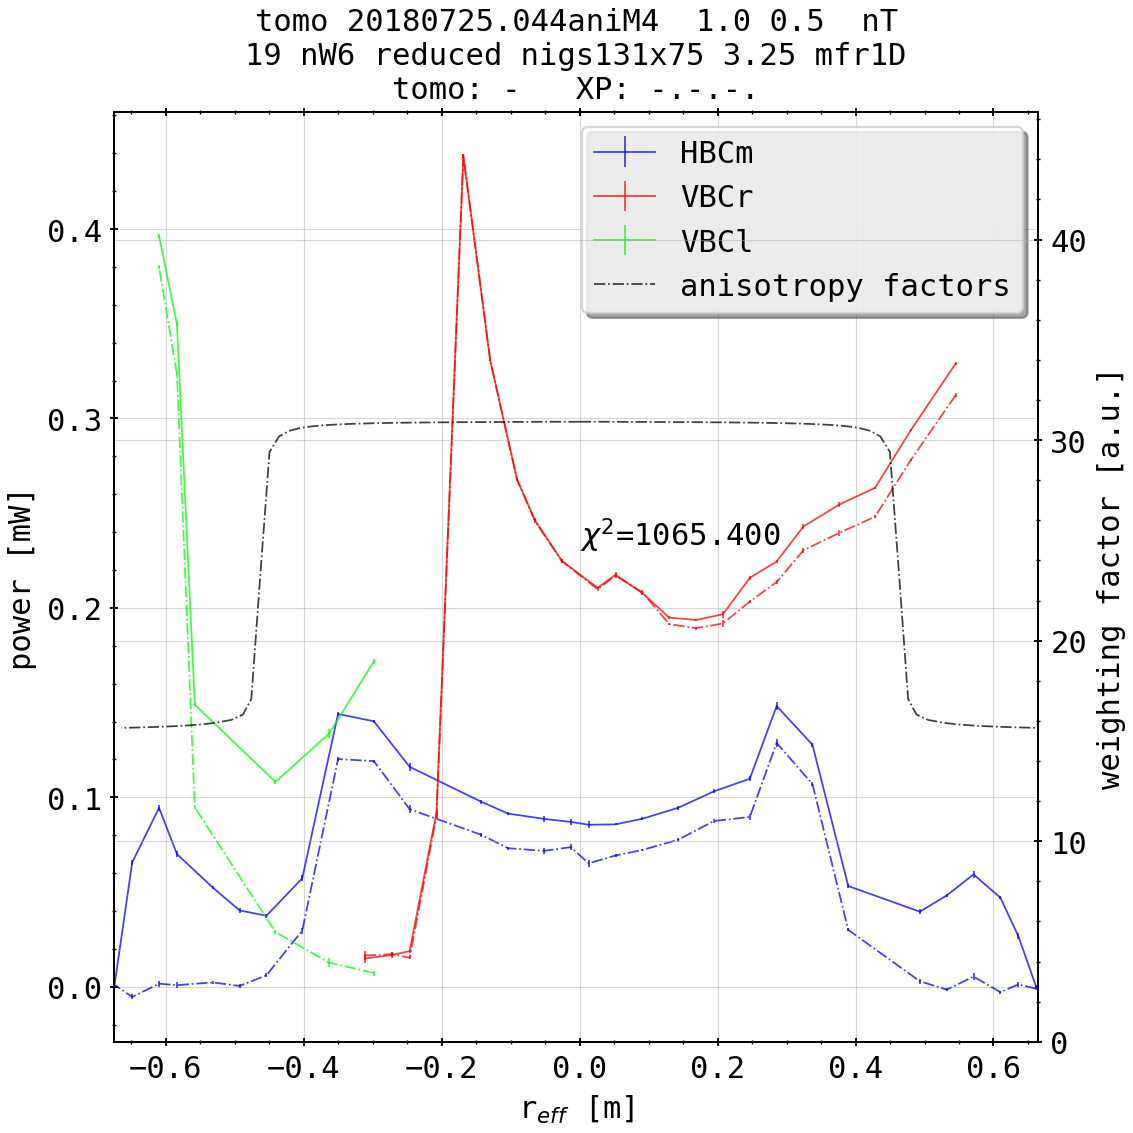 tomo 20180725.044aniM4  1.0 0.5  nT
19 nW6 reduced nigs131x75 3.25 mfr1D
tomo: -   XP: -.-.-.
HBCm
VBCr
VBCl
anisotropy factors
χ²=1065.400
power [mW]
0.4
0.3
0.2
0.1
0.0
weighting factor [a.u.]
40
30
20
10
0
−0.6 −0.4 −0.2 0.0 0.2 0.4 0.6
r_eff [m]